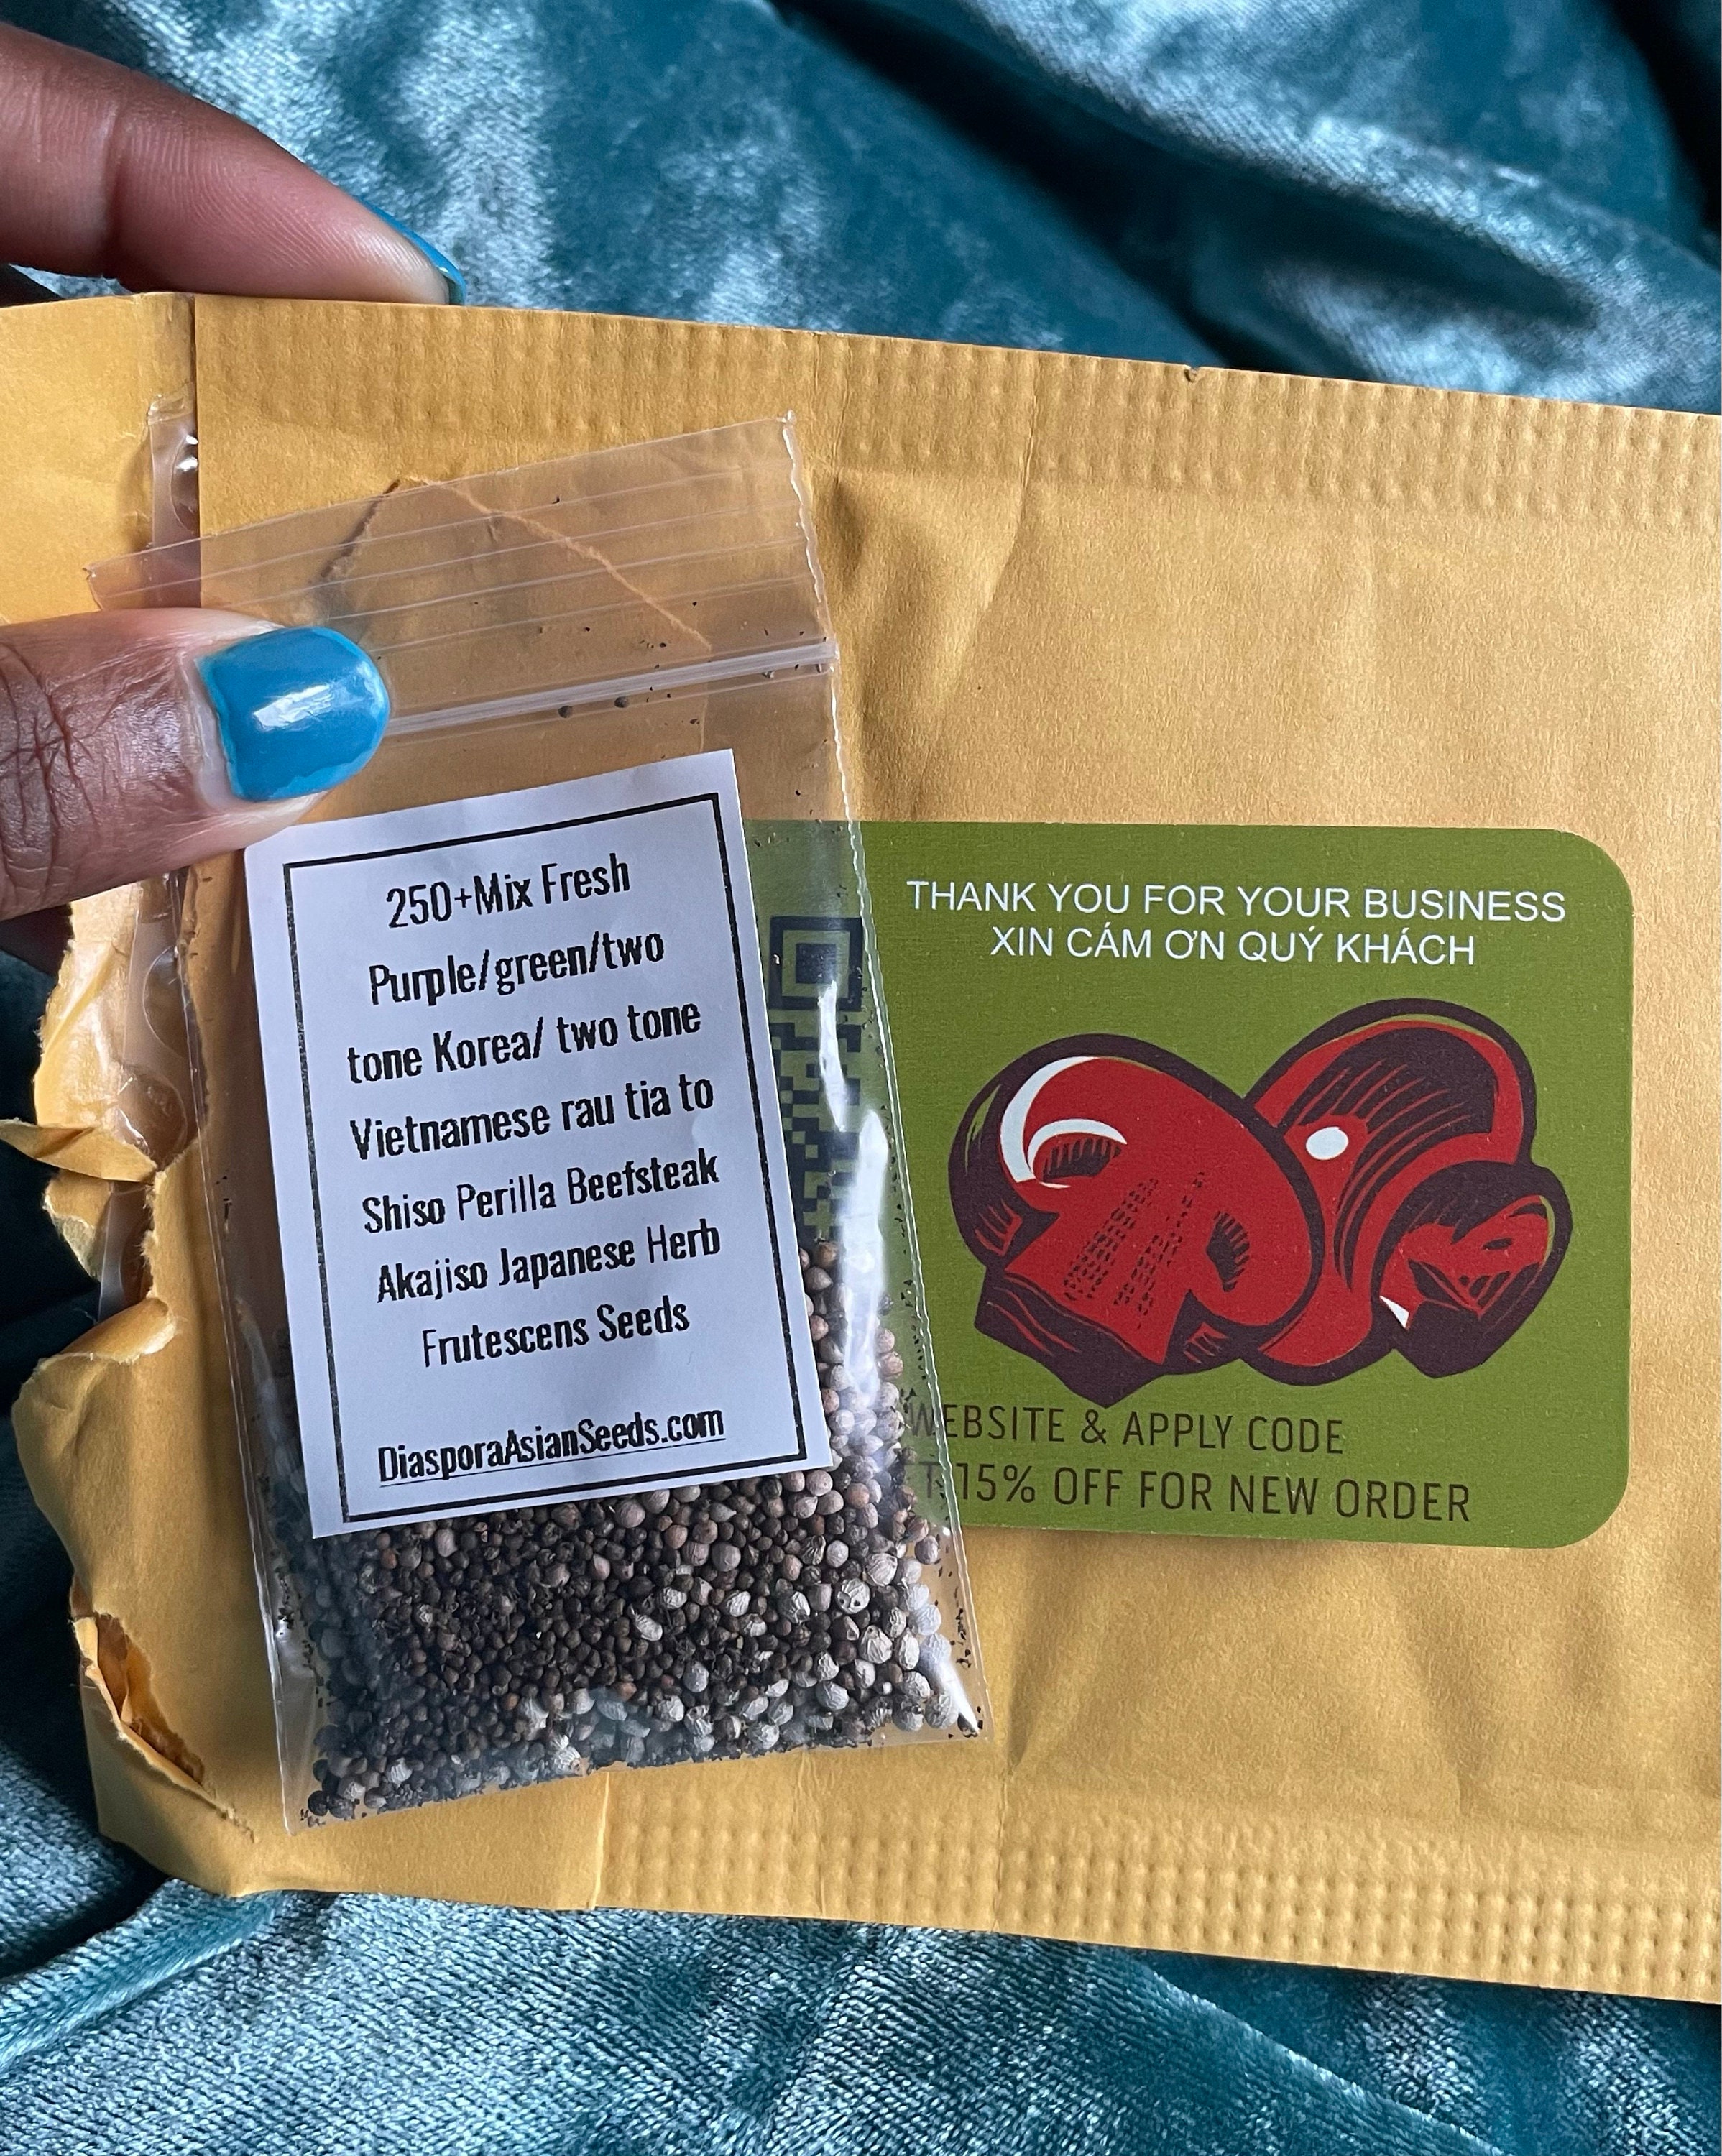 250+Mix Fresh
Purple/green/two
tone Korea/ two tone
Vietnamese rau tia to
Shiso Perilla Beefsteak
Akajiso Japanese Herb
Frutescens Seeds
DiasporaAsianSeeds.com
THANK YOU FOR YOUR BUSINESS
XIN CÁM ƠN QUÝ KHÁCH
WEBSITE & APPLY CODE
T 15% OFF FOR NEW ORDER